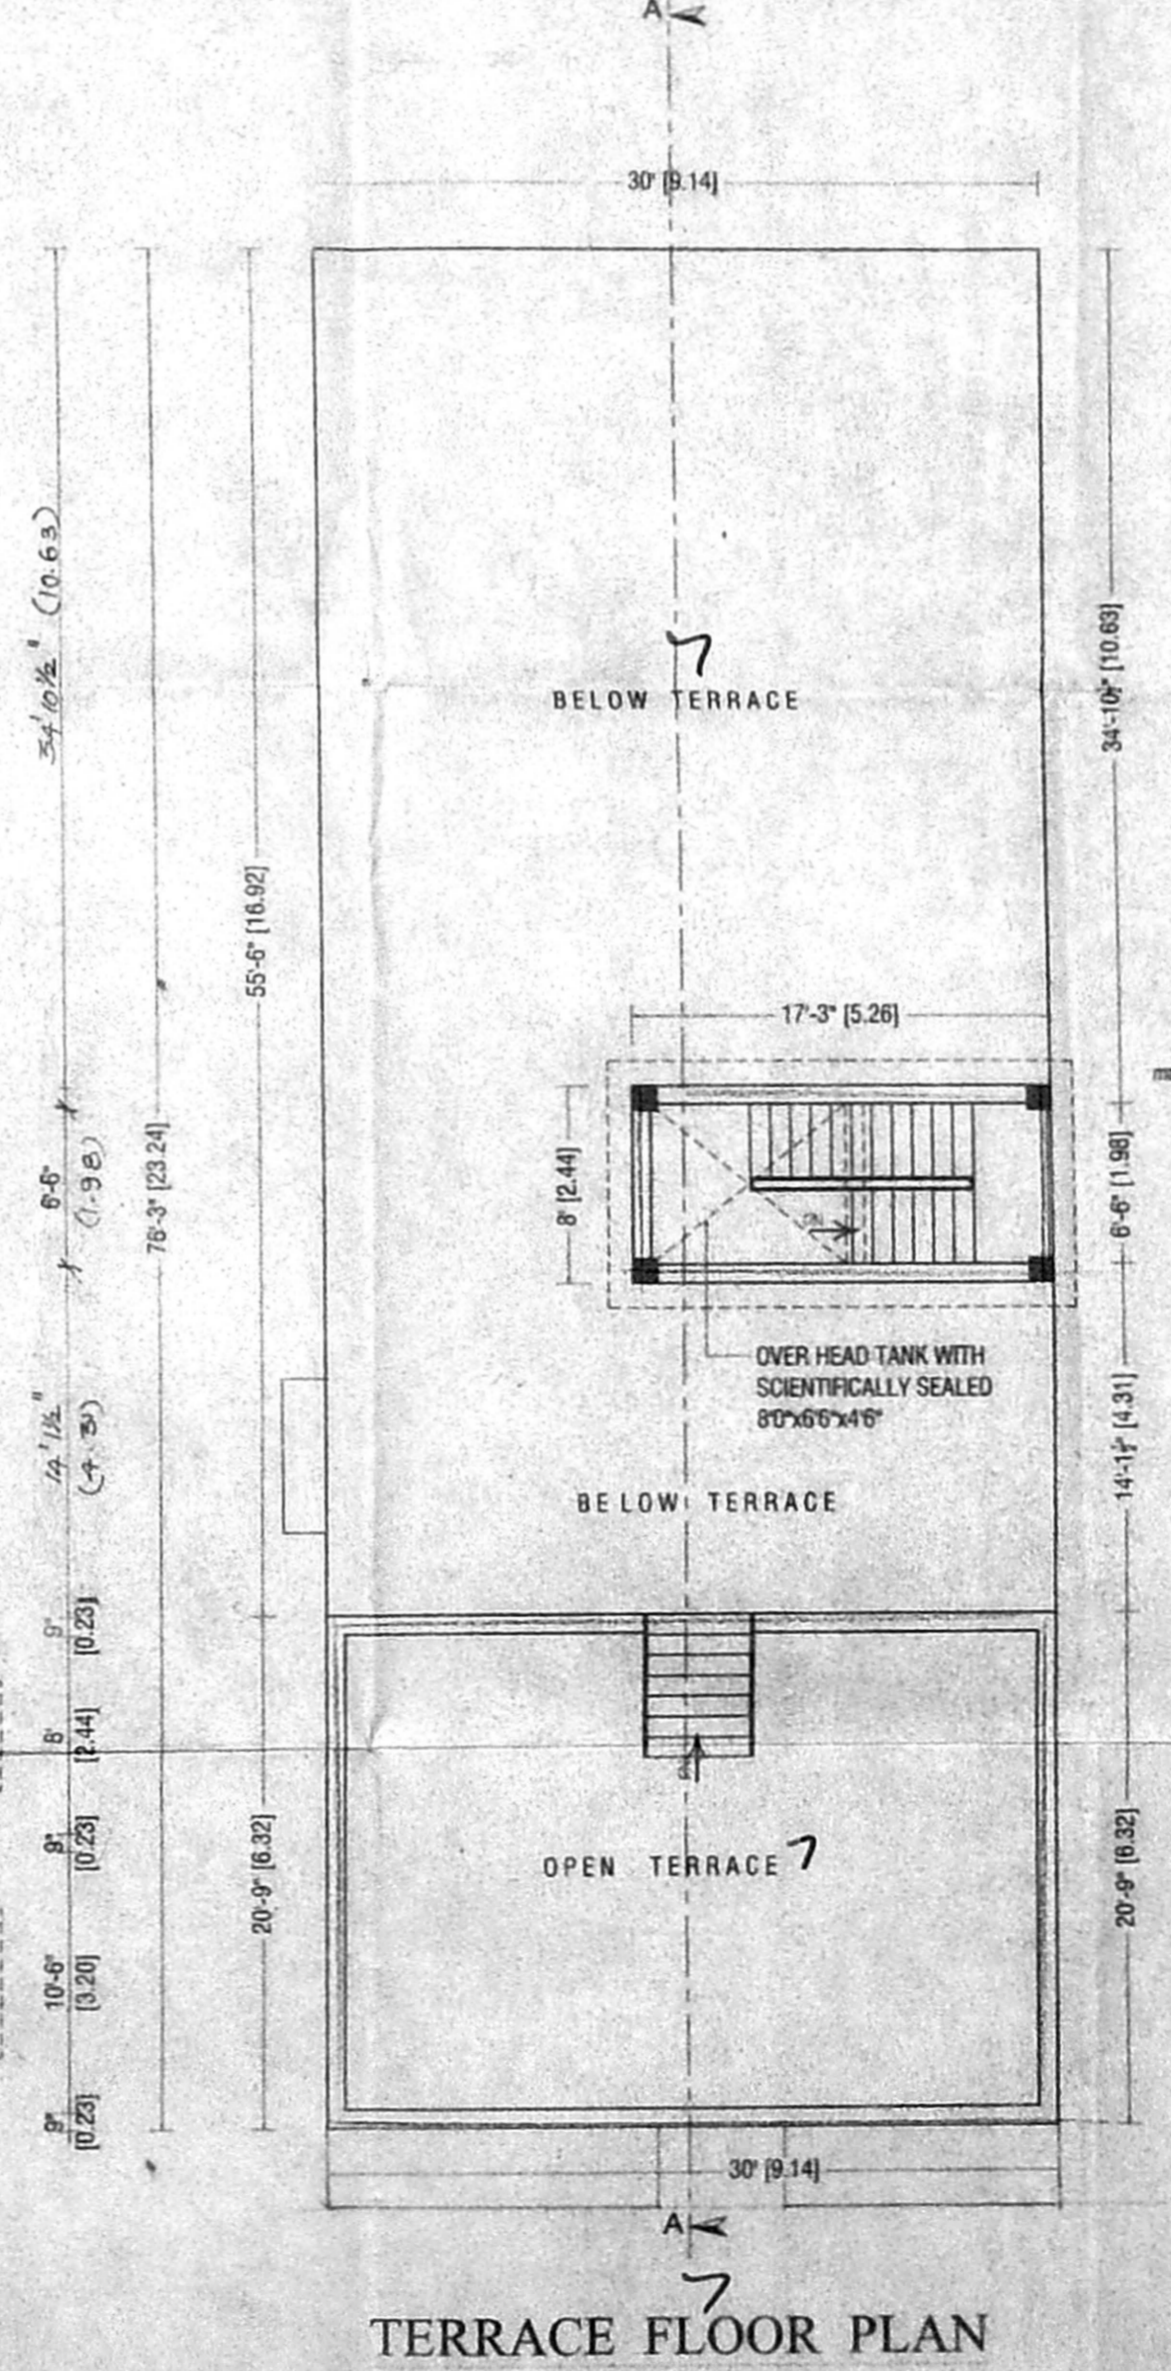 A
30' [9.14]
34' 10½" (10.63)
BELOW TERRACE
34'-10½" [10.63]
55'-6" [16.92]
17'-3" [5.26]
6'-6"
(1.98)
76'-3" [23.24]
8' [2.44]
6'-6" [1.98]
OVER HEAD TANK WITH
SCIENTIFICALLY SEALED
8'0"x6'6"x4'6"
14' 1½"
14'-1½" [4.31]
BELOW TERRACE
9"
[0.23]
8'
[2.44]
9"
[0.23]
OPEN TERRACE
20'-9" [6.32]
20'-9" [6.32]
10'-6"
[3.20]
9"
[0.23]
30' [9.14]
A
TERRACE FLOOR PLAN